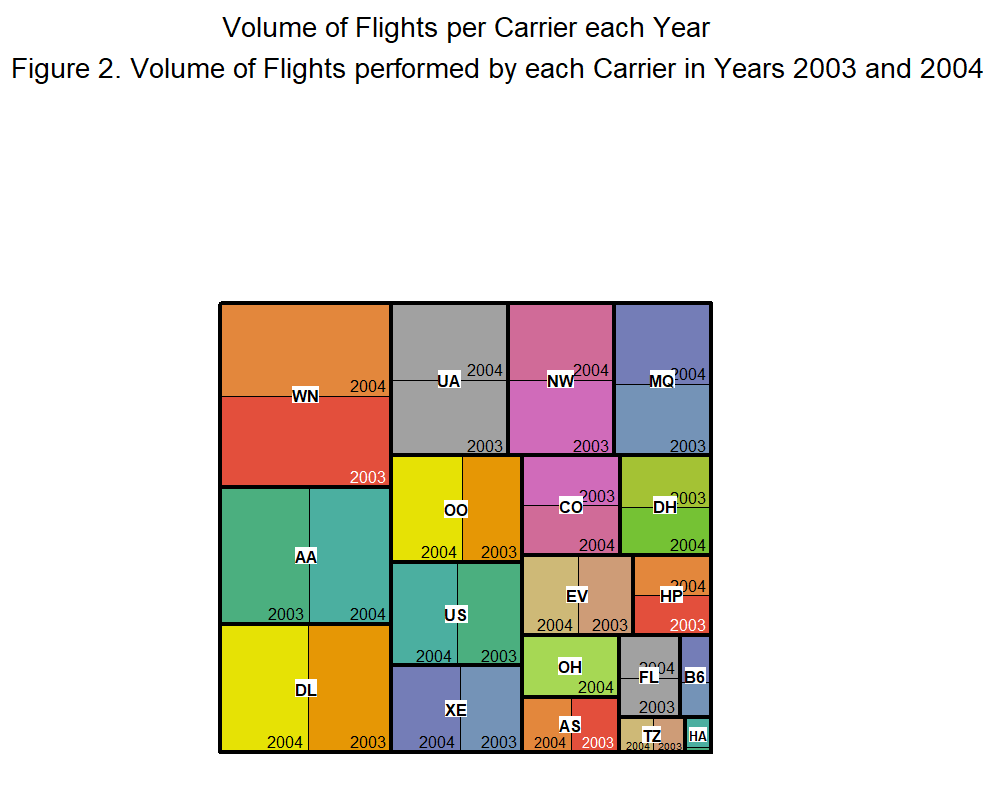 Volume of Flights per Carrier each Year
Figure 2. Volume of Flights performed by each Carrier in Years 2003 and 2004
WN
2004
2003
UA
2004
2003
NW
2004
2003
MQ
2004
2003
AA
2003
2004
OO
2004
2003
CO
2003
2004
DH
2003
2004
US
2004
2003
EV
2004
2003
HP
2004
2003
DL
2004
2003
XE
2004
2003
OH
2004
FL
2004
2003
B6
AS
2004
2003
TZ
2004
2003
HA